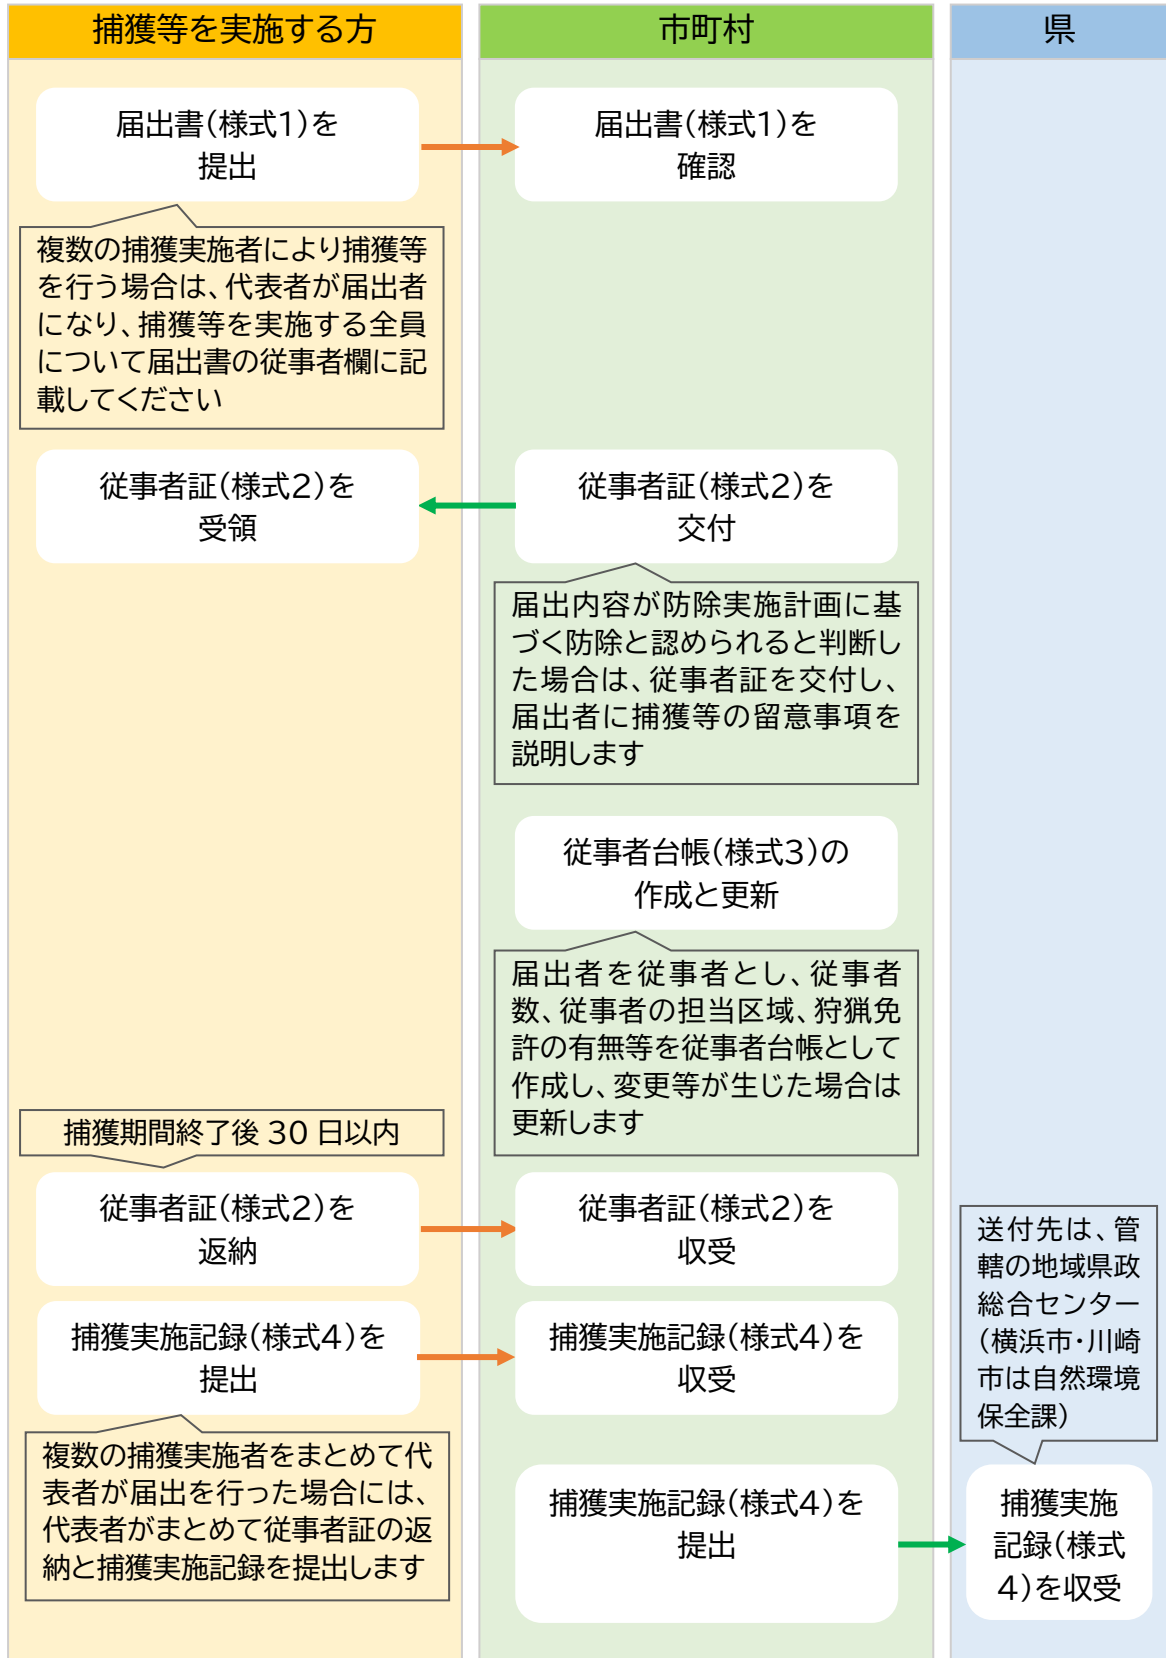 捕獲等を実施する方
市町村
県
届出書(様式1)を
提出
届出書(様式1)を
確認
複数の捕獲実施者により捕獲等
を行う場合は、代表者が届出者
になり、捕獲等を実施する全員
について届出書の従事者欄に記
載してください
従事者証(様式2)を
受領
従事者証(様式2)を
交付
届出内容が防除実施計画に基
づく防除と認められると判断し
た場合は、従事者証を交付し、
届出者に捕獲等の留意事項を
説明します
従事者台帳(様式3)の
作成と更新
届出者を従事者とし、従事者
数、従事者の担当区域、狩猟免
許の有無等を従事者台帳として
作成し、変更等が生じた場合は
更新します
捕獲期間終了後 30 日以内
従事者証(様式2)を
返納
従事者証(様式2)を
収受
捕獲実施記録(様式4)を
提出
捕獲実施記録(様式4)を
収受
複数の捕獲実施者をまとめて代
表者が届出を行った場合には、
代表者がまとめて従事者証の返
納と捕獲実施記録を提出します
捕獲実施記録(様式4)を
提出
送付先は、管
轄の地域県政
総合センター
(横浜市・川崎
市は自然環境
保全課)
捕獲実施
記録(様式
4)を収受